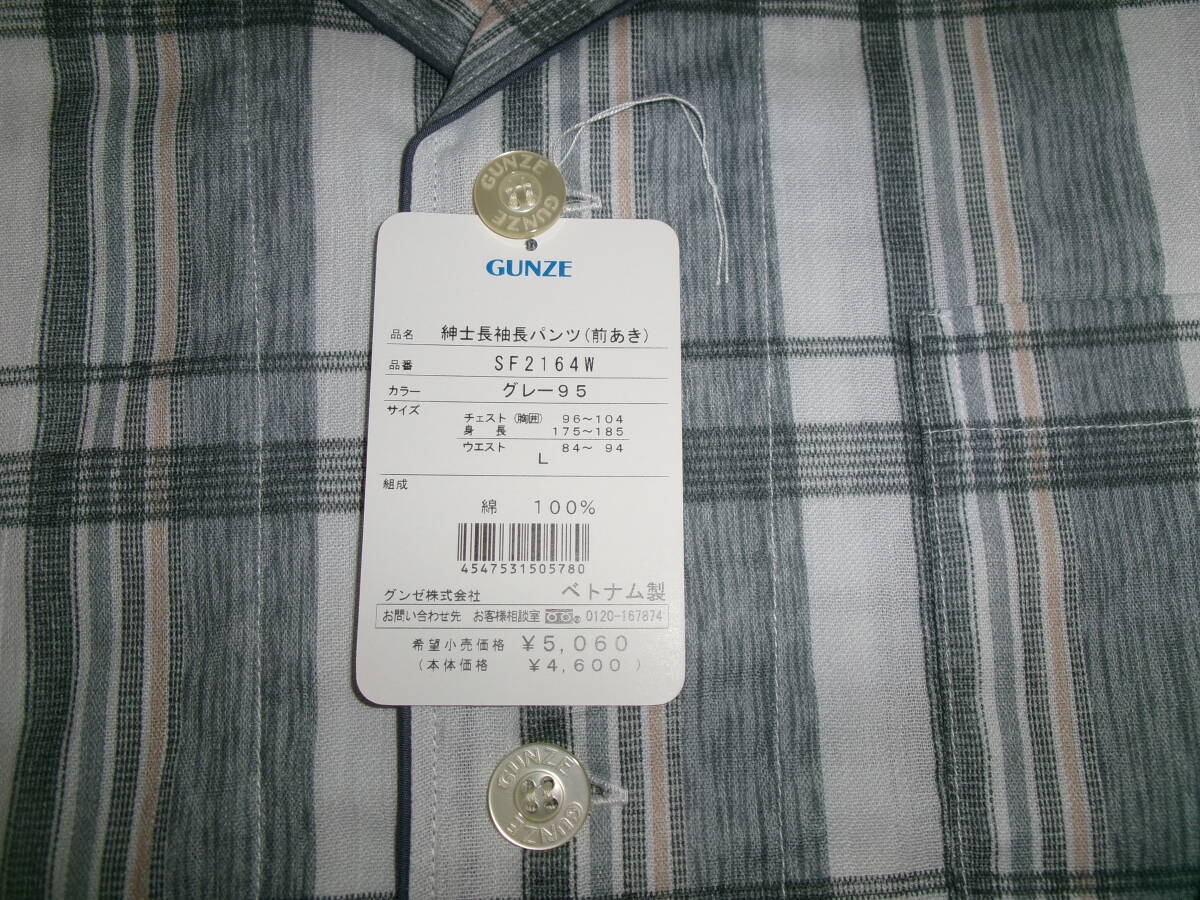 GUNZE
GUNZE
GUNZE
品名 紳士長袖長パンツ(前あき)
品番 SF2164W
カラー グレー95
サイズ
チェスト(胸囲) 96~104
身長 175~185
ウエスト 84~ 94
L
組成
綿 100%
4547531505780
グンゼ株式会社 ベトナム製
お問い合わせ先 お客様相談室 0120-167874
希望小売価格 ¥5,060
(本体価格 ¥4,600)
GUNZE
GUNZE